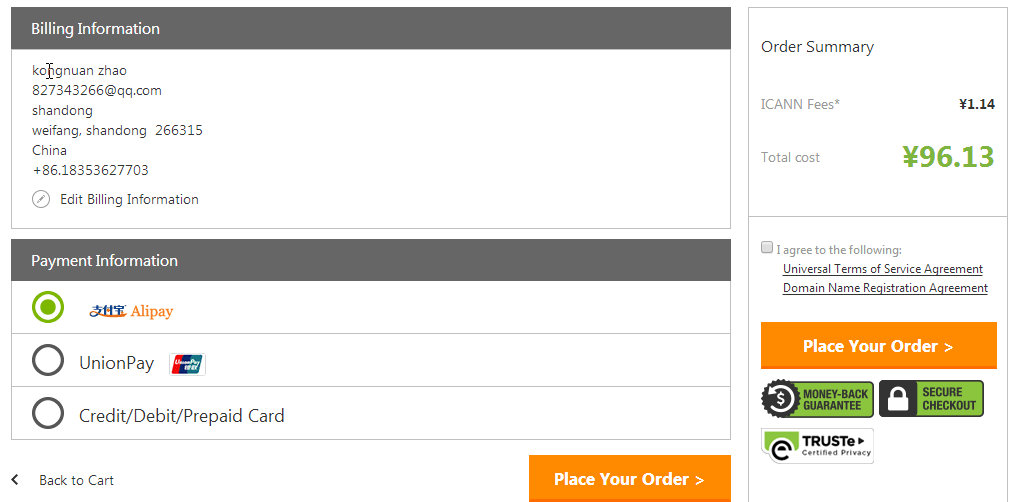 Billing Information
kongnuan zhao
827343266@qq.com
shandong
weifang, shandong 266315
China
+86.18353627703
Edit Billing Information
Payment Information
支付宝 Alipay
UnionPay UnionPay 银联
Credit/Debit/Prepaid Card
Back to Cart
Place Your Order >
Order Summary
ICANN Fees* ¥1.14
Total cost ¥96.13
I agree to the following:
Universal Terms of Service Agreement
Domain Name Registration Agreement
Place Your Order >
MONEY-BACK
GUARANTEE
SECURE
CHECKOUT
TRUSTe
Certified Privacy